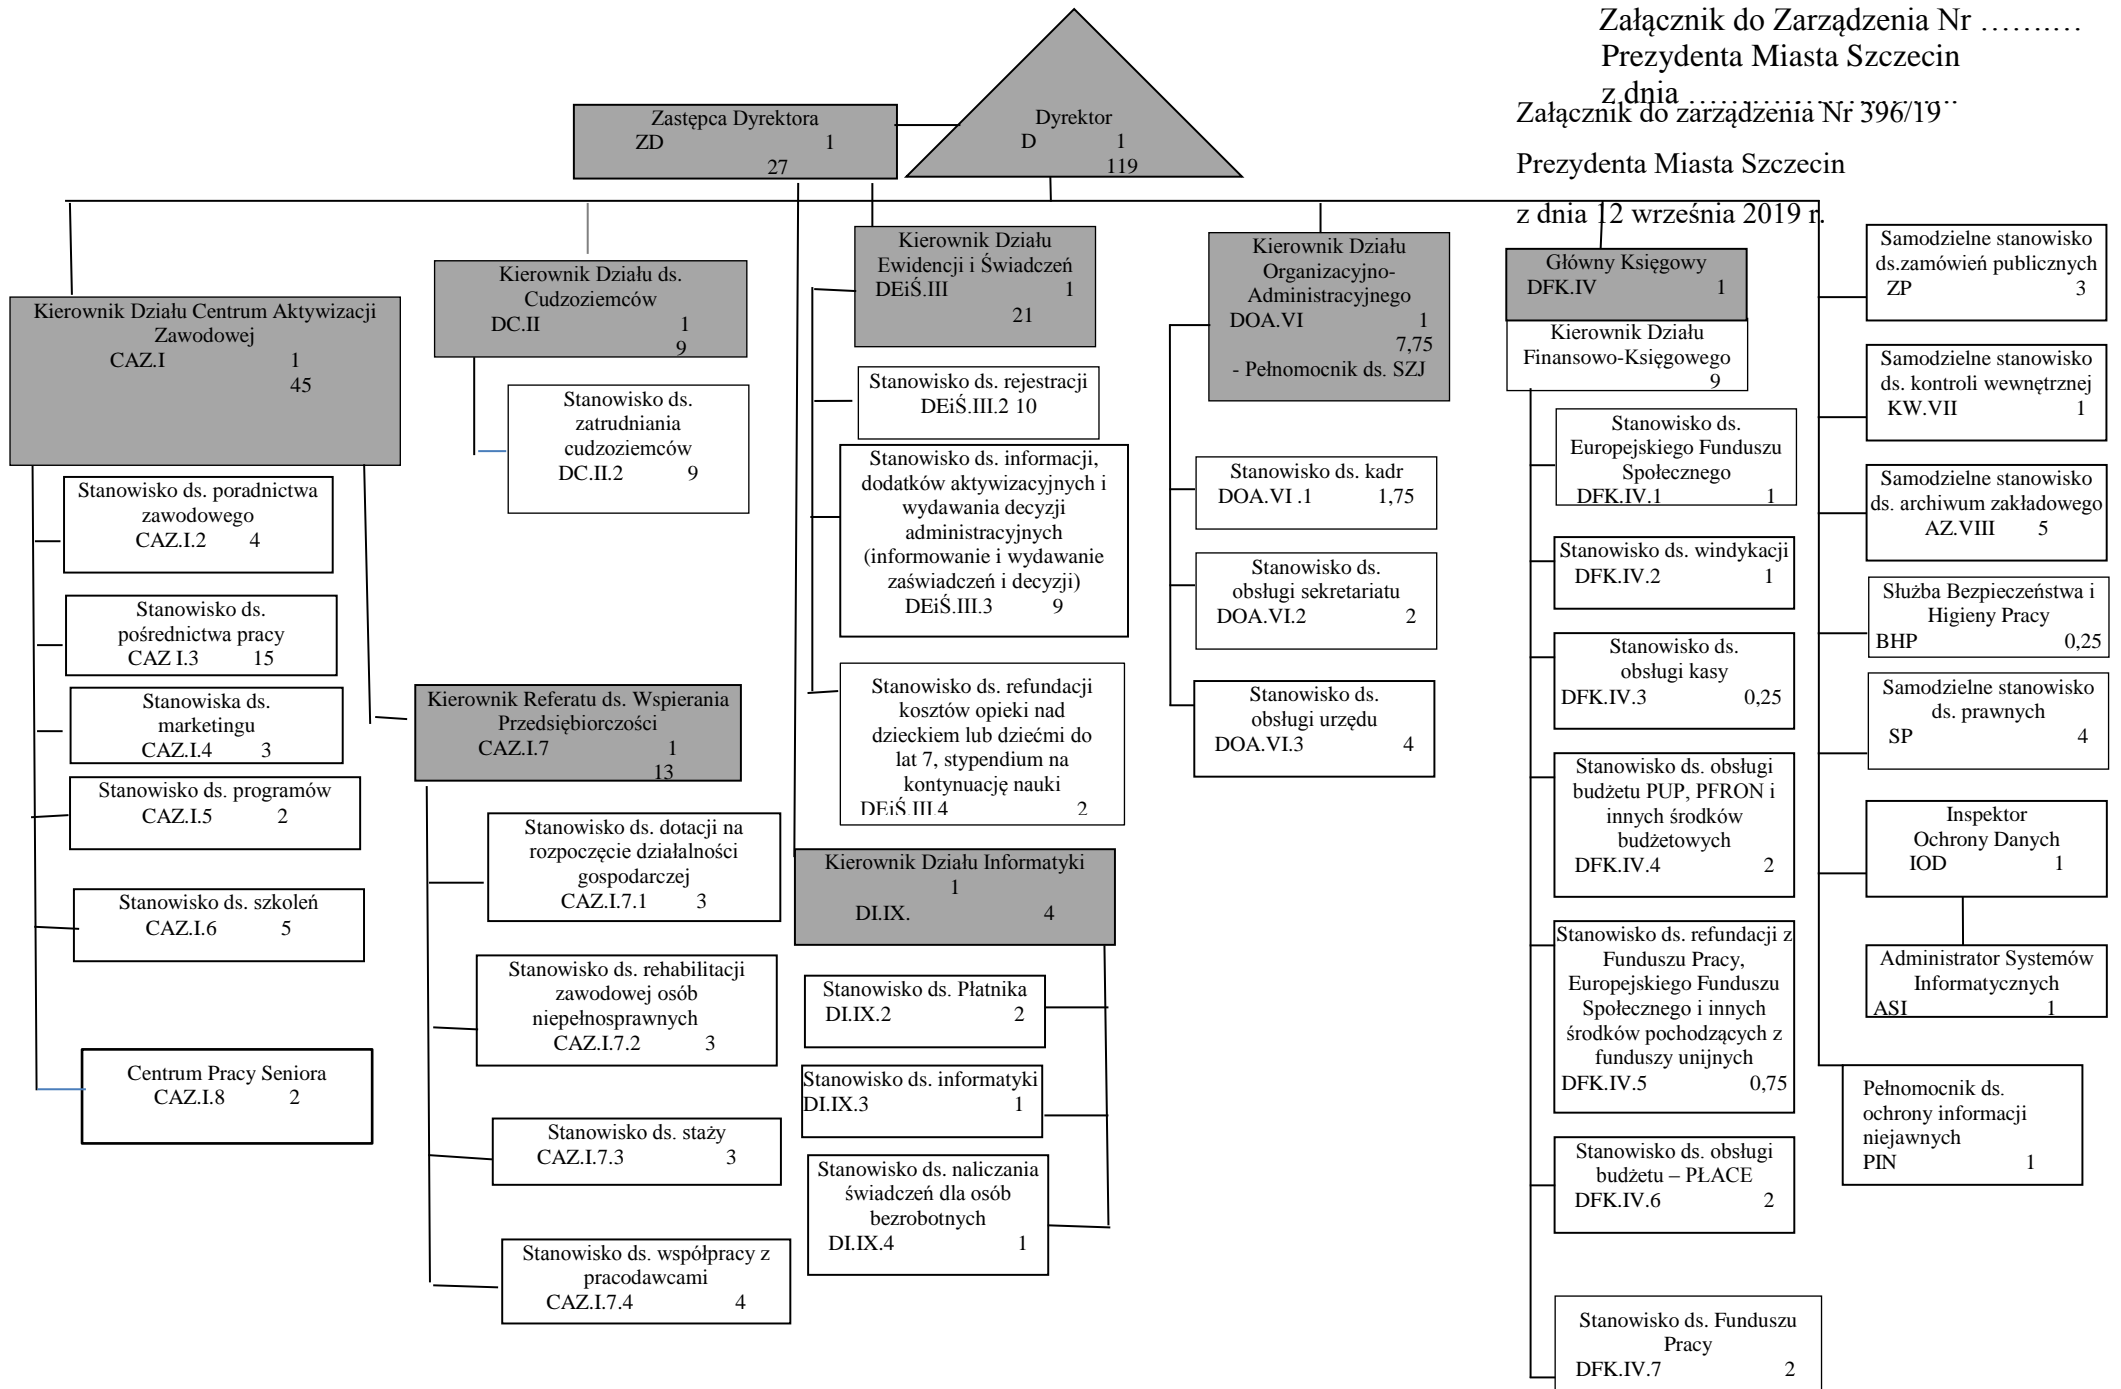 Załącznik do Zarządzenia Nr ……….…
Prezydenta Miasta Szczecin
z dnia ……………………..
Załącznik do zarządzenia Nr 396/19
Prezydenta Miasta Szczecin
z dnia 12 września 2019 r.
Zastępca Dyrektora
ZD 1
27
Dyrektor
D 1
119
Kierownik Działu Centrum Aktywizacji
Zawodowej
CAZ.I 1
45
Stanowisko ds. poradnictwa
zawodowego
CAZ.I.2 4
Stanowisko ds.
pośrednictwa pracy
CAZ I.3 15
Stanowiska ds.
marketingu
CAZ.I.4 3
Stanowisko ds. programów
CAZ.I.5 2
Stanowisko ds. szkoleń
CAZ.I.6 5
Centrum Pracy Seniora
CAZ.I.8 2
Kierownik Referatu ds. Wspierania
Przedsiębiorczości
CAZ.I.7 1
13
Stanowisko ds. dotacji na
rozpoczęcie działalności
gospodarczej
CAZ.I.7.1 3
Stanowisko ds. rehabilitacji
zawodowej osób
niepełnosprawnych
CAZ.I.7.2 3
Stanowisko ds. staży
CAZ.I.7.3 3
Stanowisko ds. współpracy z
pracodawcami
CAZ.I.7.4 4
Kierownik Działu ds.
Cudzoziemców
DC.II 1
9
Stanowisko ds.
zatrudniania
cudzoziemców
DC.II.2 9
Kierownik Działu
Ewidencji i Świadczeń
DEiŚ.III 1
21
Stanowisko ds. rejestracji
DEiŚ.III.2 10
Stanowisko ds. informacji,
dodatków aktywizacyjnych i
wydawania decyzji
administracyjnych
(informowanie i wydawanie
zaświadczeń i decyzji)
DEiŚ.III.3 9
Stanowisko ds. refundacji
kosztów opieki nad
dzieckiem lub dziećmi do
lat 7, stypendium na
kontynuację nauki
DEiŚ.III.4 2
Kierownik Działu Informatyki
1
DI.IX. 4
Stanowisko ds. Płatnika
DI.IX.2 2
Stanowisko ds. informatyki
DI.IX.3 1
Stanowisko ds. naliczania
świadczeń dla osób
bezrobotnych
DI.IX.4 1
Kierownik Działu
Organizacyjno-
Administracyjnego
DOA.VI 1
7,75
- Pełnomocnik ds. SZJ
Stanowisko ds. kadr
DOA.VI .1 1,75
Stanowisko ds.
obsługi sekretariatu
DOA.VI.2 2
Stanowisko ds.
obsługi urzędu
DOA.VI.3 4
Główny Księgowy
DFK.IV 1
Kierownik Działu
Finansowo-Księgowego
9
Stanowisko ds.
Europejskiego Funduszu
Społecznego
DFK.IV.1 1
Stanowisko ds. windykacji
DFK.IV.2 1
Stanowisko ds.
obsługi kasy
DFK.IV.3 0,25
Stanowisko ds. obsługi
budżetu PUP, PFRON i
innych środków
budżetowych
DFK.IV.4 2
Stanowisko ds. refundacji z
Funduszu Pracy,
Europejskiego Funduszu
Społecznego i innych
środków pochodzących z
funduszy unijnych
DFK.IV.5 0,75
Stanowisko ds. obsługi
budżetu – PŁACE
DFK.IV.6 2
Stanowisko ds. Funduszu
Pracy
DFK.IV.7 2
Samodzielne stanowisko
ds.zamówień publicznych
ZP 3
Samodzielne stanowisko
ds. kontroli wewnętrznej
KW.VII 1
Samodzielne stanowisko
ds. archiwum zakładowego
AZ.VIII 5
Służba Bezpieczeństwa i
Higieny Pracy
BHP 0,25
Samodzielne stanowisko
ds. prawnych
SP 4
Inspektor
Ochrony Danych
IOD 1
Administrator Systemów
Informatycznych
ASI 1
Pełnomocnik ds.
ochrony informacji
niejawnych
PIN 1